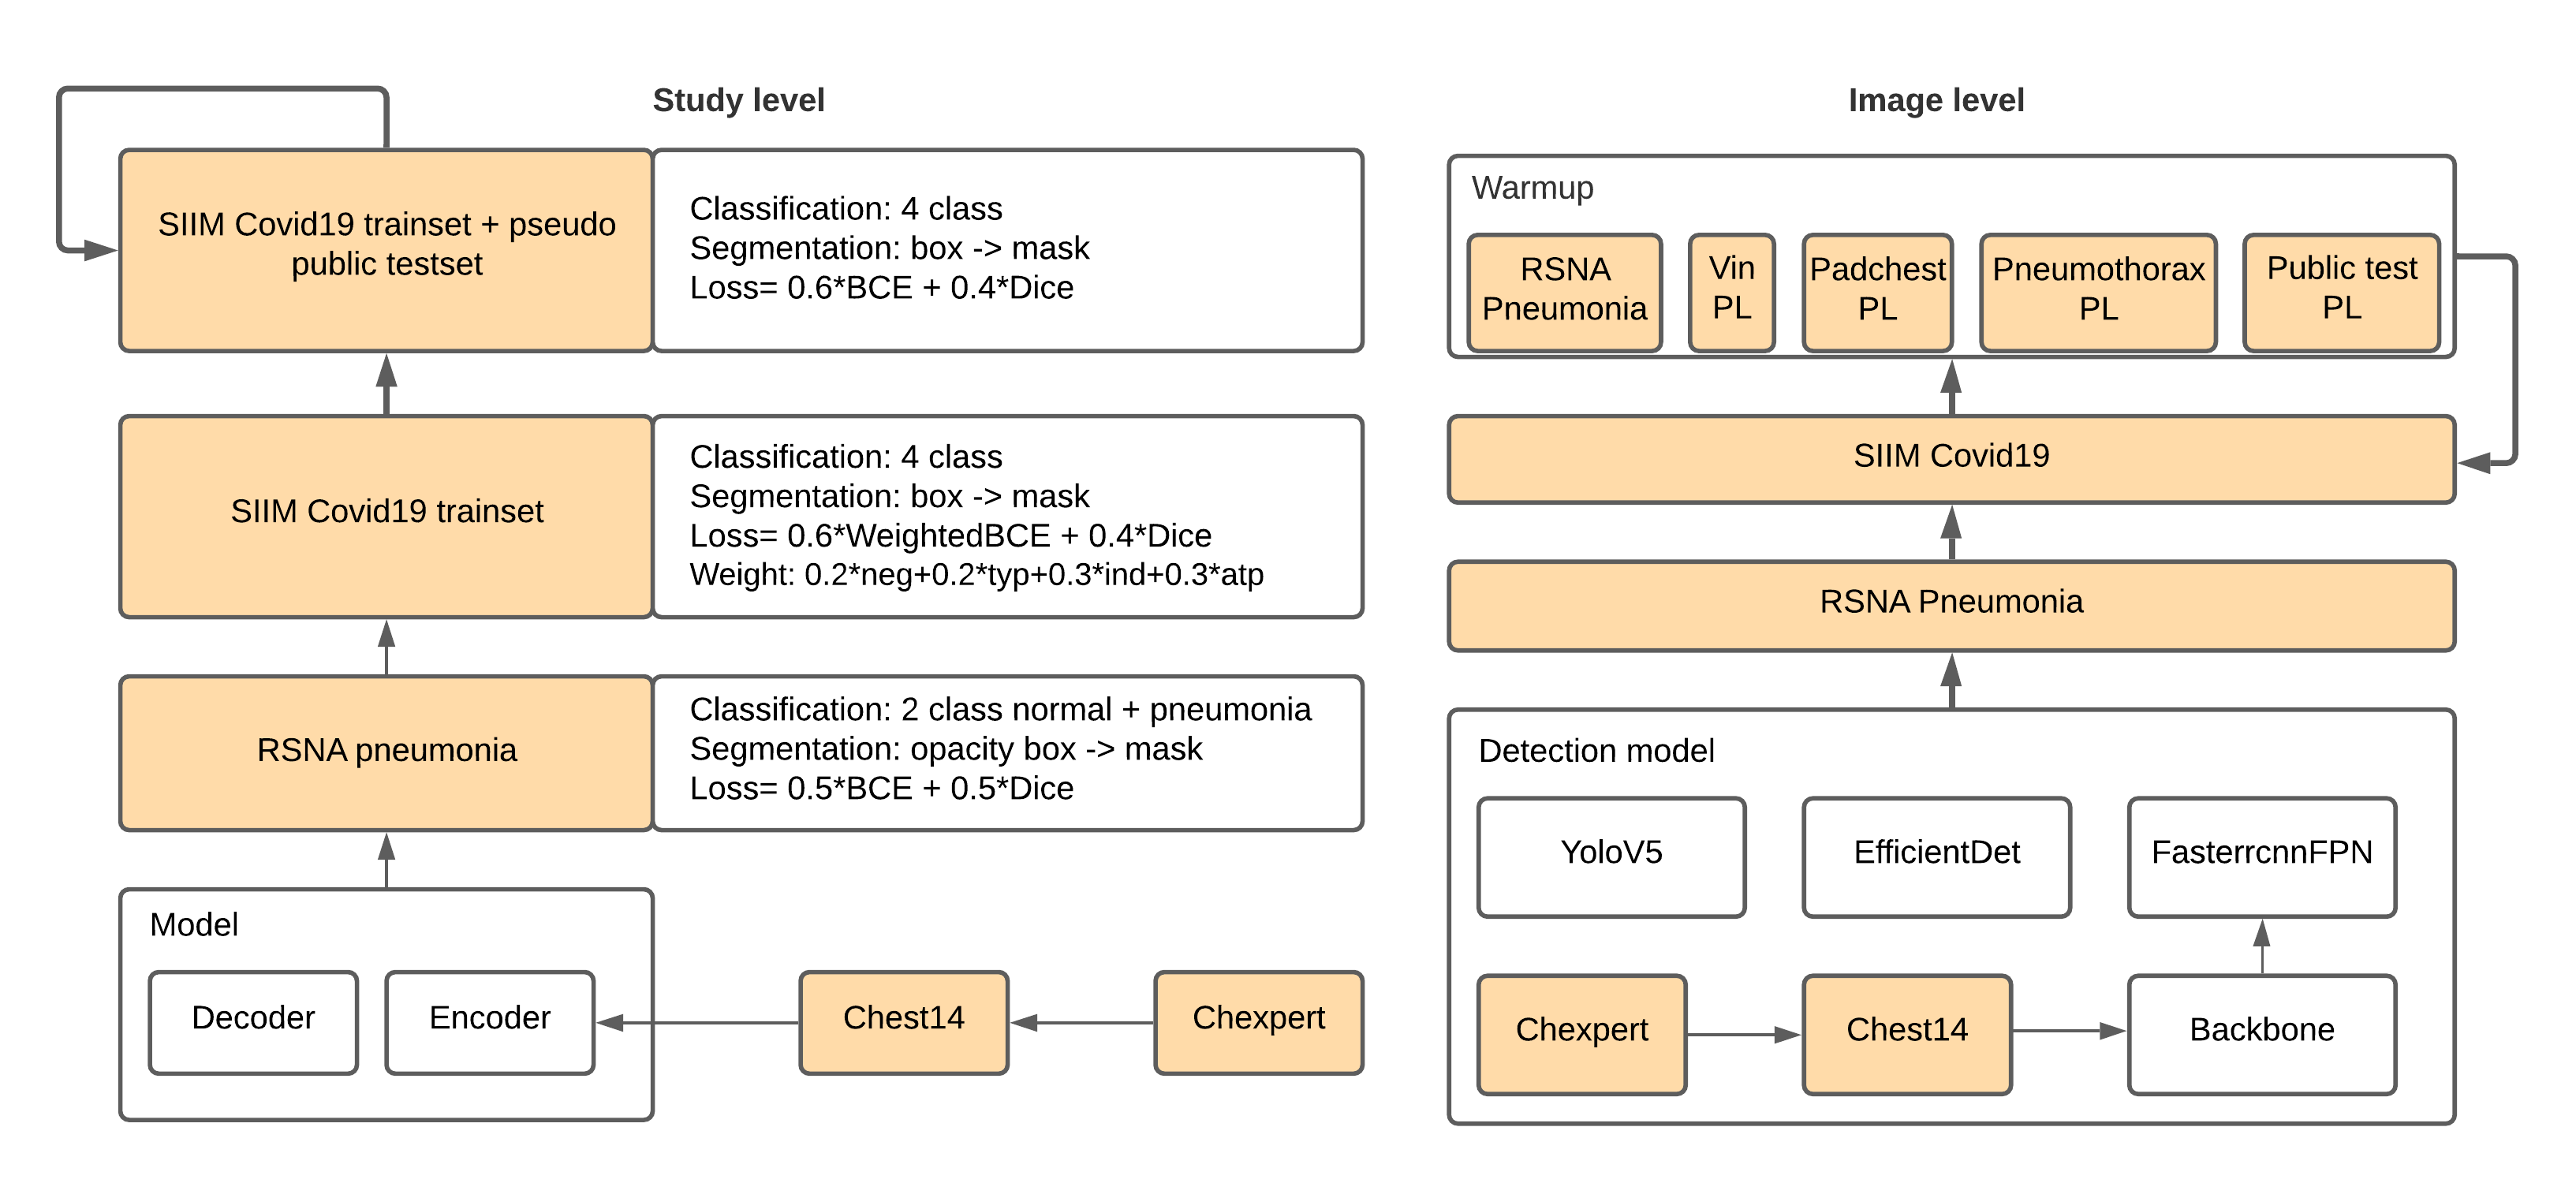 Study level
SIIM Covid19 trainset + pseudo
public testset
Classification: 4 class
Segmentation: box -> mask
Loss= 0.6*BCE + 0.4*Dice
SIIM Covid19 trainset
Classification: 4 class
Segmentation: box -> mask
Loss= 0.6*WeightedBCE + 0.4*Dice
Weight: 0.2*neg+0.2*typ+0.3*ind+0.3*atp
RSNA pneumonia
Classification: 2 class normal + pneumonia
Segmentation: opacity box -> mask
Loss= 0.5*BCE + 0.5*Dice
Model
Decoder
Encoder
Chest14
Chexpert
Image level
Warmup
RSNA
Pneumonia
Vin
PL
Padchest
PL
Pneumothorax
PL
Public test
PL
SIIM Covid19
RSNA Pneumonia
Detection model
YoloV5
EfficientDet
FasterrcnnFPN
Chexpert
Chest14
Backbone